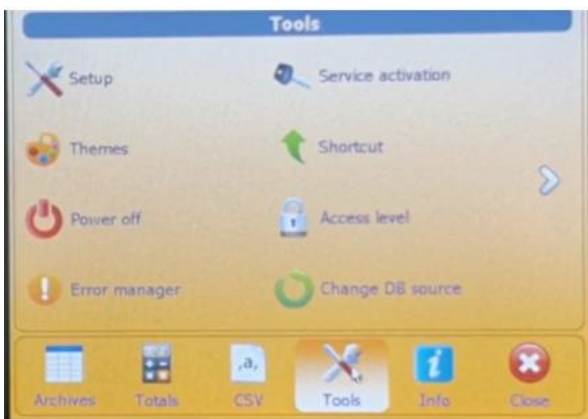 Tools
Setup
Service activation
Themes
Shortcut
Power off
Access level
Error manager
Change DB source
,a,
Archives
Totals
CSV
Tools
Info
Close